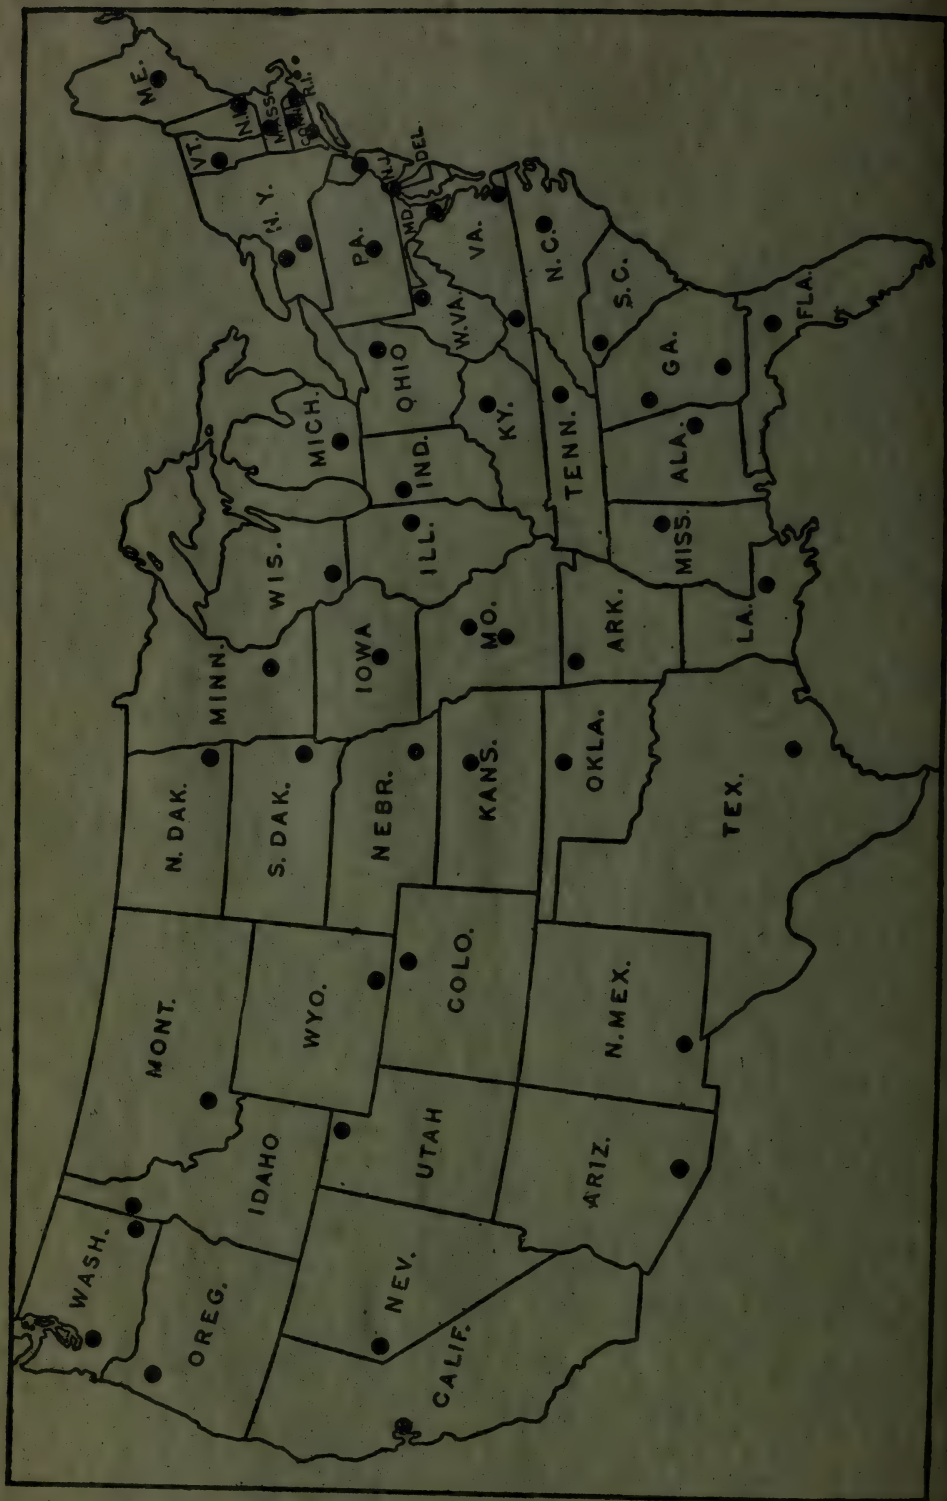 WASH.
OREG.
CALIF.
NEV.
IDAHO
MONT.
WYO.
UTAH
ARIZ.
COLO.
N. MEX.
N. DAK.
S. DAK.
NEBR.
KANS.
OKLA.
TEX.
MINN.
IOWA
MO.
ARK.
LA.
WIS.
ILL.
MISS.
MICH.
IND.
OHIO
KY.
TENN.
ALA.
GA.
FLA.
S.C.
N.C.
VA.
W.VA.
MD.
DEL.
PA.
N.J.
N. Y.
VT.
N.H.
ME.
MASS.
CONN.
R.I.